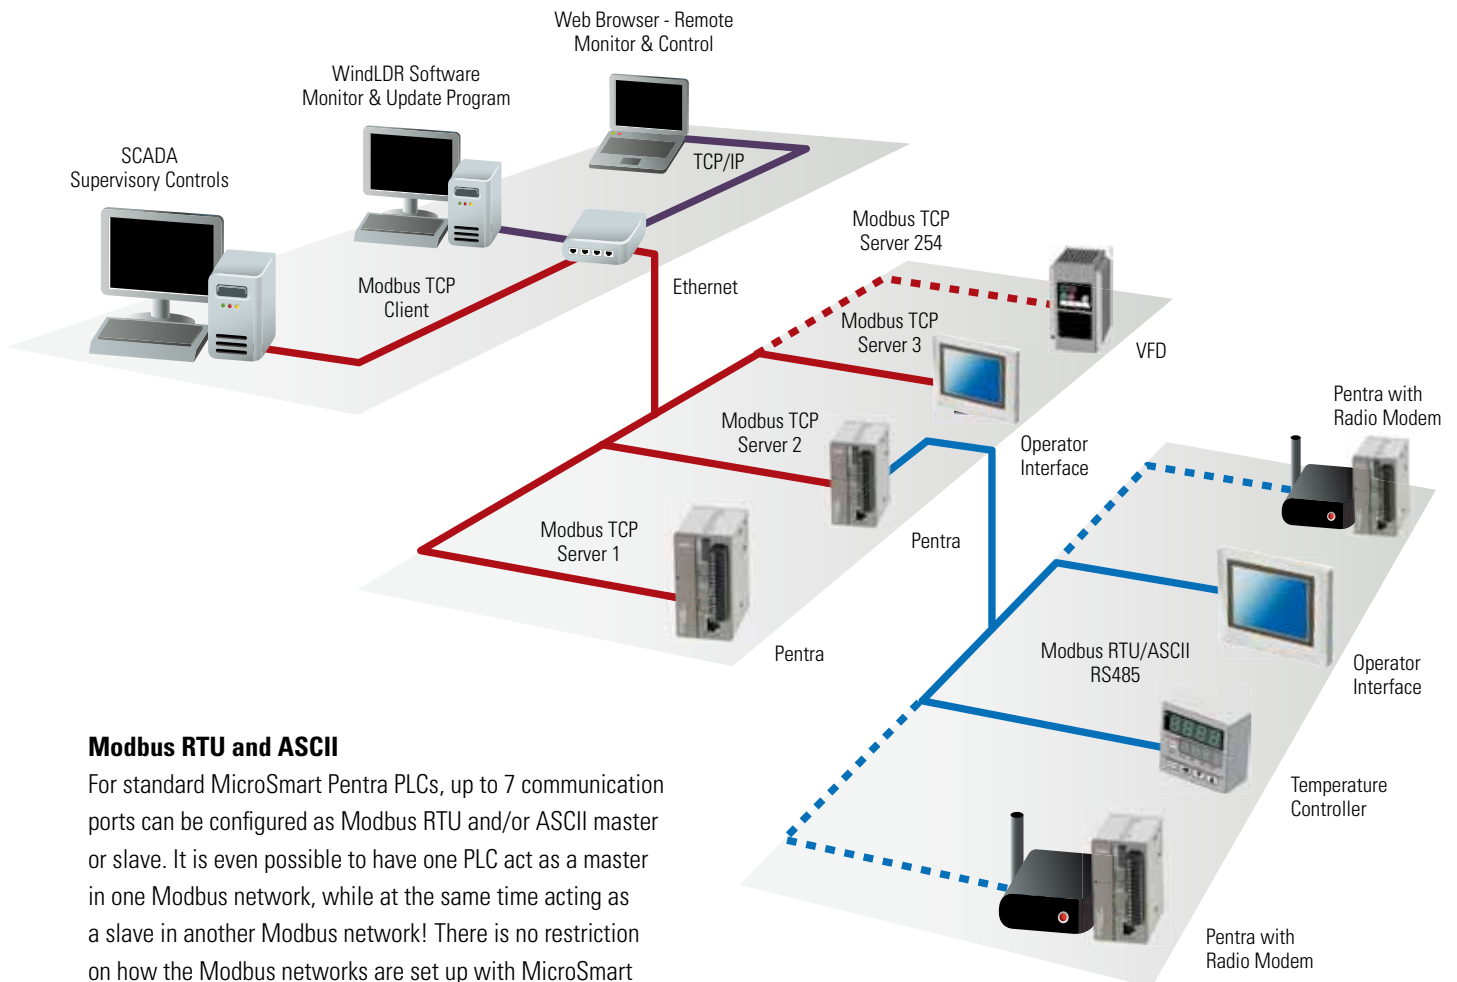 Web Browser - Remote
Monitor & Control
WindLDR Software
Monitor & Update Program
SCADA
Supervisory Controls
TCP/IP
Modbus TCP
Client
Ethernet
Modbus TCP
Server 254
Modbus TCP
Server 3
VFD
Modbus TCP
Server 2
Operator
Interface
Pentra with
Radio Modem
Modbus TCP
Server 1
Pentra
Pentra
Modbus RTU/ASCII
RS485
Operator
Interface
Temperature
Controller
Pentra with
Radio Modem
Modbus RTU and ASCII
For standard MicroSmart Pentra PLCs, up to 7 communication
ports can be configured as Modbus RTU and/or ASCII master
or slave. It is even possible to have one PLC act as a master
in one Modbus network, while at the same time acting as
a slave in another Modbus network! There is no restriction
on how the Modbus networks are set up with MicroSmart